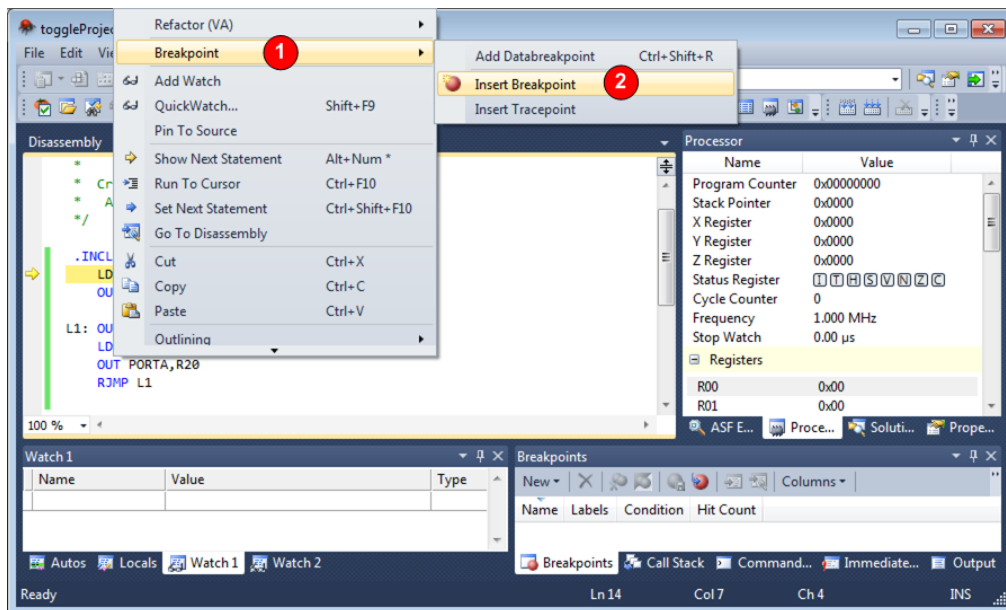 toggleProjec
File Edit Vie
Refactor (VA)
Breakpoint 1
Add Watch
QuickWatch... Shift+F9
Pin To Source
Show Next Statement Alt+Num *
Run To Cursor Ctrl+F10
Set Next Statement Ctrl+Shift+F10
Go To Disassembly
Cut Ctrl+X
Copy Ctrl+C
Paste Ctrl+V
Outlining
Add Databreakpoint Ctrl+Shift+R
Insert Breakpoint 2
Insert Tracepoint
Disassembly
*
* Cr
* A
*/
.INCL
LD
OU
L1: OU
LD
OUT PORTA,R20
RJMP L1
100 %
Processor
Name Value
Program Counter 0x00000000
Stack Pointer 0x0000
X Register 0x0000
Y Register 0x0000
Z Register 0x0000
Status Register I T H S V N Z C
Cycle Counter 0
Frequency 1.000 MHz
Stop Watch 0.00 µs
Registers
R00 0x00
R01 0x00
ASF E... Proce... Soluti... Prope...
Watch 1
Name Value Type
Autos Locals Watch 1 Watch 2
Breakpoints
New Columns
Name Labels Condition Hit Count
Breakpoints Call Stack Command... Immediate... Output
Ready Ln 14 Col 7 Ch 4 INS